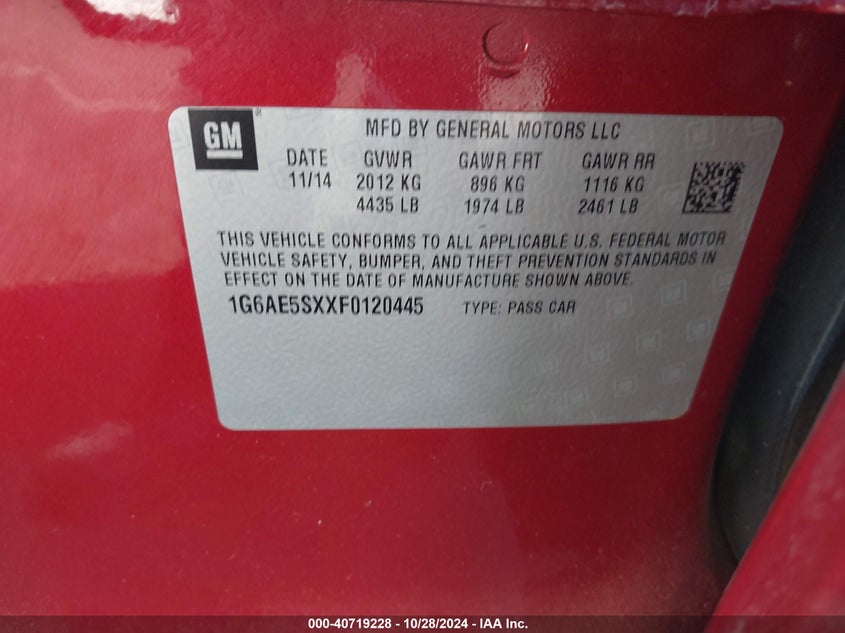 GM ®
MFD BY GENERAL MOTORS LLC
DATE GVWR GAWR FRT GAWR RR
11/14 2012 KG 896 KG 1116 KG
4435 LB 1974 LB 2461 LB
THIS VEHICLE CONFORMS TO ALL APPLICABLE U.S. FEDERAL MOTOR
VEHICLE SAFETY, BUMPER, AND THEFT PREVENTION STANDARDS IN
EFFECT ON THE DATE OF MANUFACTURE SHOWN ABOVE.
1G6AE5SXXF0120445 TYPE: PASS CAR
000-40719228 - 10/28/2024 - IAA Inc.